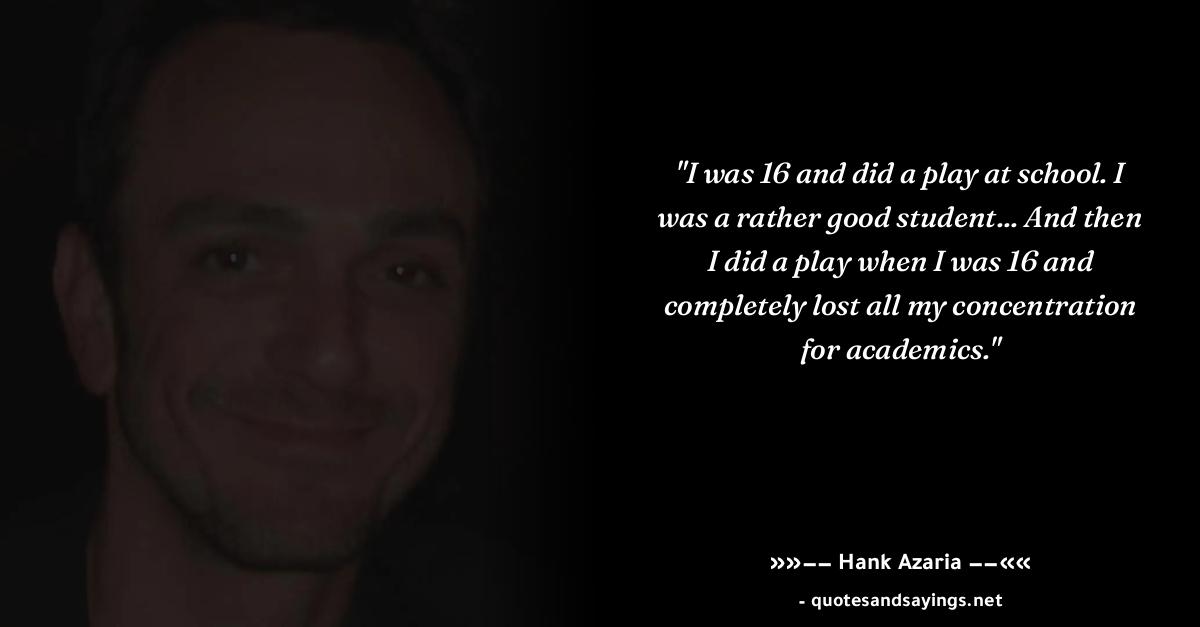 "I was 16 and did a play at school. I
was a rather good student... And then
I did a play when I was 16 and
completely lost all my concentration
for academics."
»»–– Hank Azaria ––««
- quotesandsayings.net